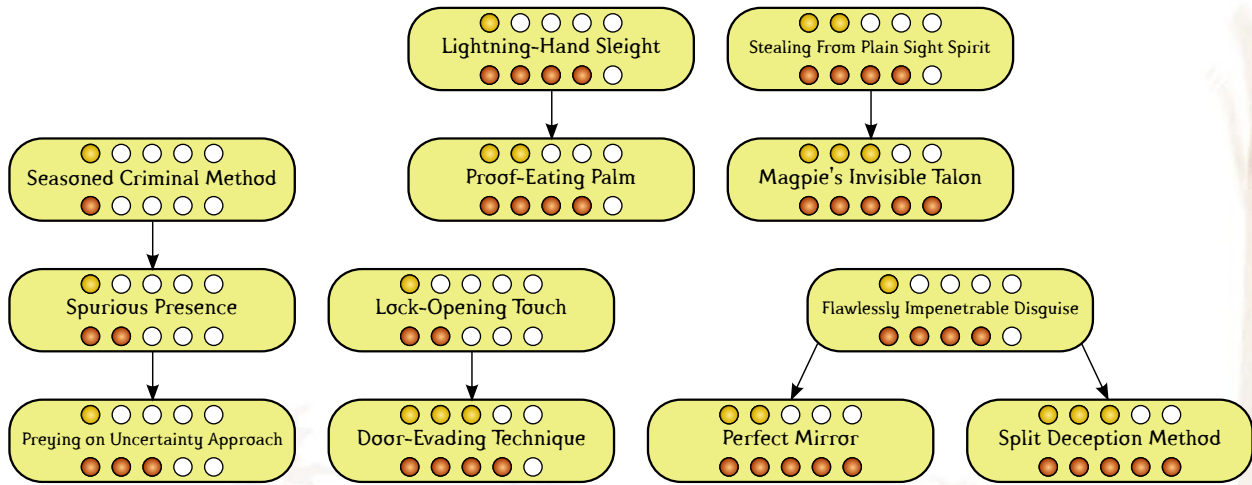 Lightning-Hand Sleight
Stealing From Plain Sight Spirit
Seasoned Criminal Method
Proof-Eating Palm
Magpie's Invisible Talon
Spurious Presence
Lock-Opening Touch
Flawlessly Impenetrable Disguise
Preying on Uncertainty Approach
Door-Evading Technique
Perfect Mirror
Split Deception Method